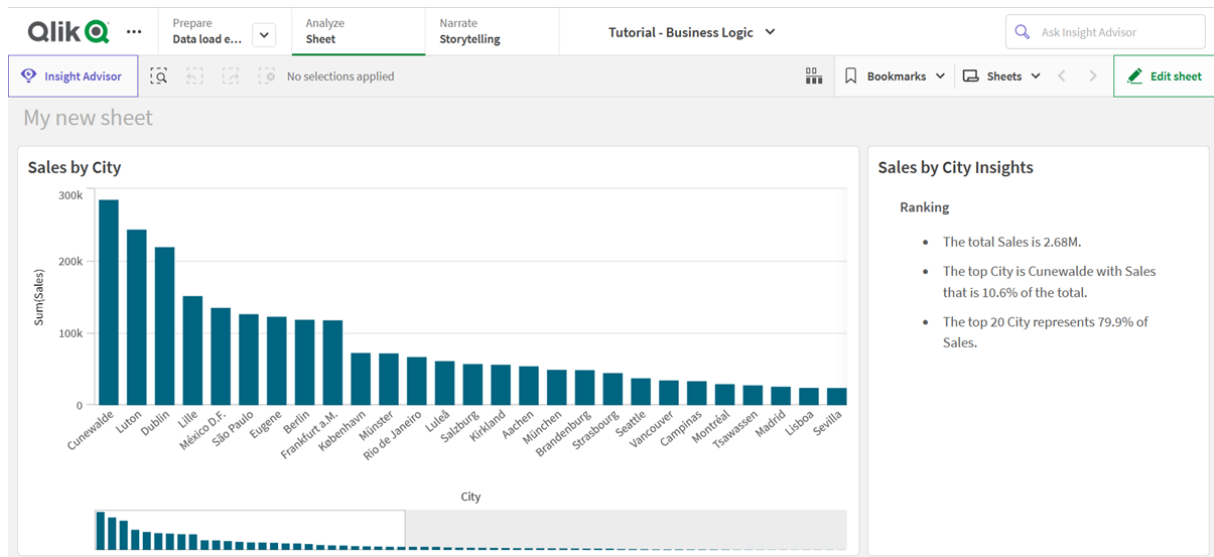 Qlik
Prepare
Data load e...
Analyze
Sheet
Narrate
Storytelling
Tutorial - Business Logic
Ask Insight Advisor
Insight Advisor
No selections applied
Bookmarks
Sheets
Edit sheet
My new sheet
Sales by City
300k
200k
100k
0
Sum(Sales)
Cunewalde
Luton
Dublin
Lille
México D.F.
São Paulo
Eugene
Berlin
Frankfurt a.M.
København
Münster
Rio de Janeiro
Luleå
Salzburg
Kirkland
Aachen
München
Brandenburg
Strasbourg
Seattle
Vancouver
Campinas
Montréal
Tsawassen
Madrid
Lisboa
Sevilla
City
Sales by City Insights
Ranking
• The total Sales is 2.68M.
• The top City is Cunewalde with Sales
that is 10.6% of the total.
• The top 20 City represents 79.9% of
Sales.